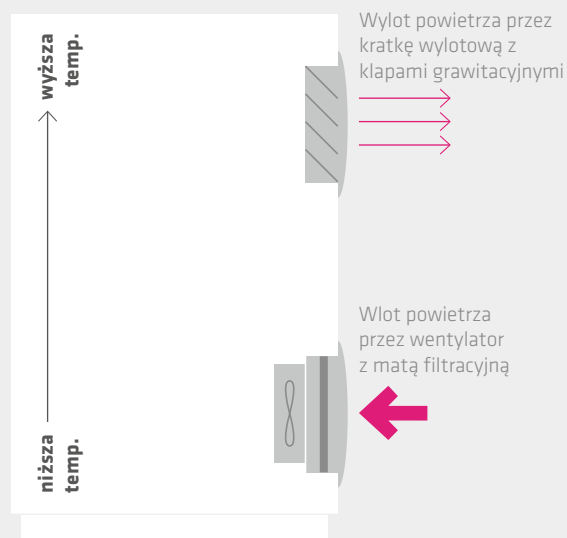 Wylot powietrza przez
kratkę wylotową z
klapami grawitacyjnymi
wyższa
temp.
Wlot powietrza
przez wentylator
z matą filtracyjną
niższa
temp.